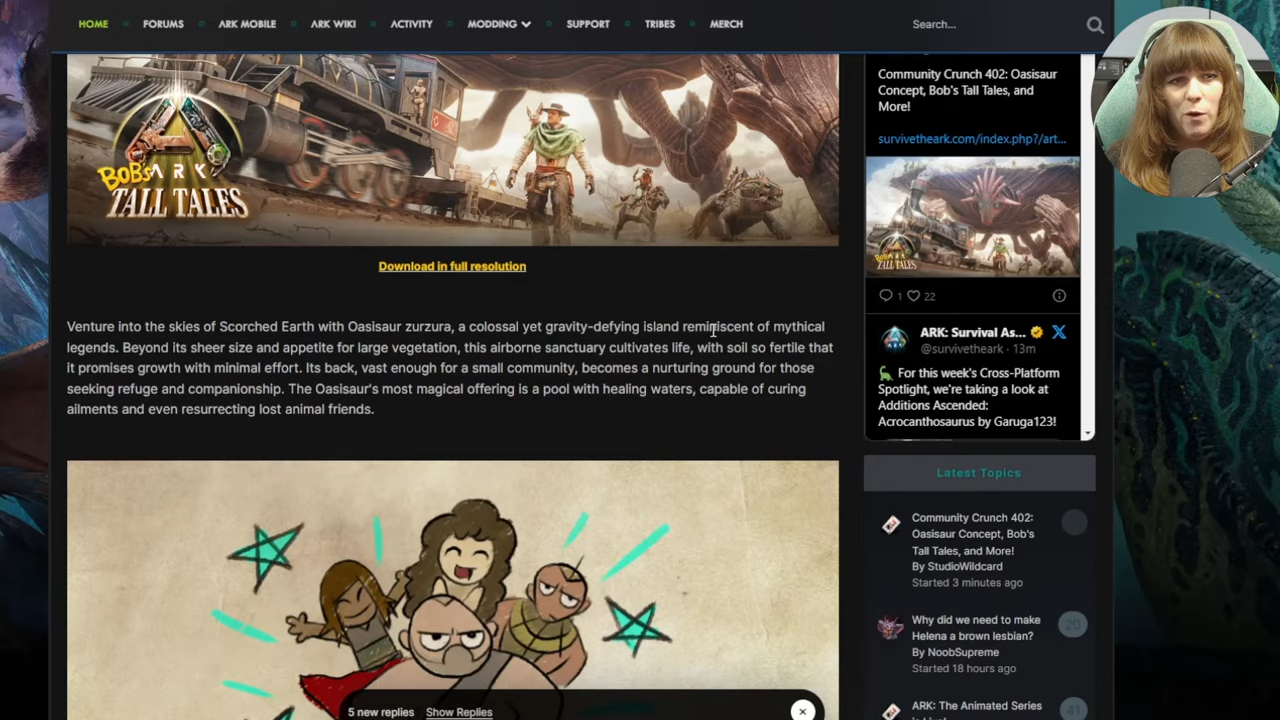 HOME
FORUMS
ARK MOBILE
ARK WIKI
ACTIVITY
MODDING
SUPPORT
TRIBES
MERCH
Search...
BOB'S ARK
TALL TALES
Download in full resolution
Venture into the skies of Scorched Earth with Oasisaur zurzura, a colossal yet gravity-defying island reminiscent of mythical
legends. Beyond its sheer size and appetite for large vegetation, this airborne sanctuary cultivates life, with soil so fertile that
it promises growth with minimal effort. Its back, vast enough for a small community, becomes a nurturing ground for those
seeking refuge and companionship. The Oasisaur's most magical offering is a pool with healing waters, capable of curing
ailments and even resurrecting lost animal friends.
5 new replies Show Replies
Community Crunch 402: Oasisaur
Concept, Bob's Tall Tales, and
More!
survivetheark.com/index.php?/art...
BOB'S ARK
TALL TALES
1 22
ARK: Survival As...
@survivetheark · 13m
For this week's Cross-Platform
Spotlight, we're taking a look at
Additions Ascended:
Acrocanthosaurus by Garuga123!
Latest Topics
Community Crunch 402:
Oasisaur Concept, Bob's
Tall Tales, and More!
By StudioWildcard
Started 3 minutes ago
Why did we need to make
Helena a brown lesbian?
By NoobSupreme
Started 18 hours ago
20
ARK: The Animated Series
41